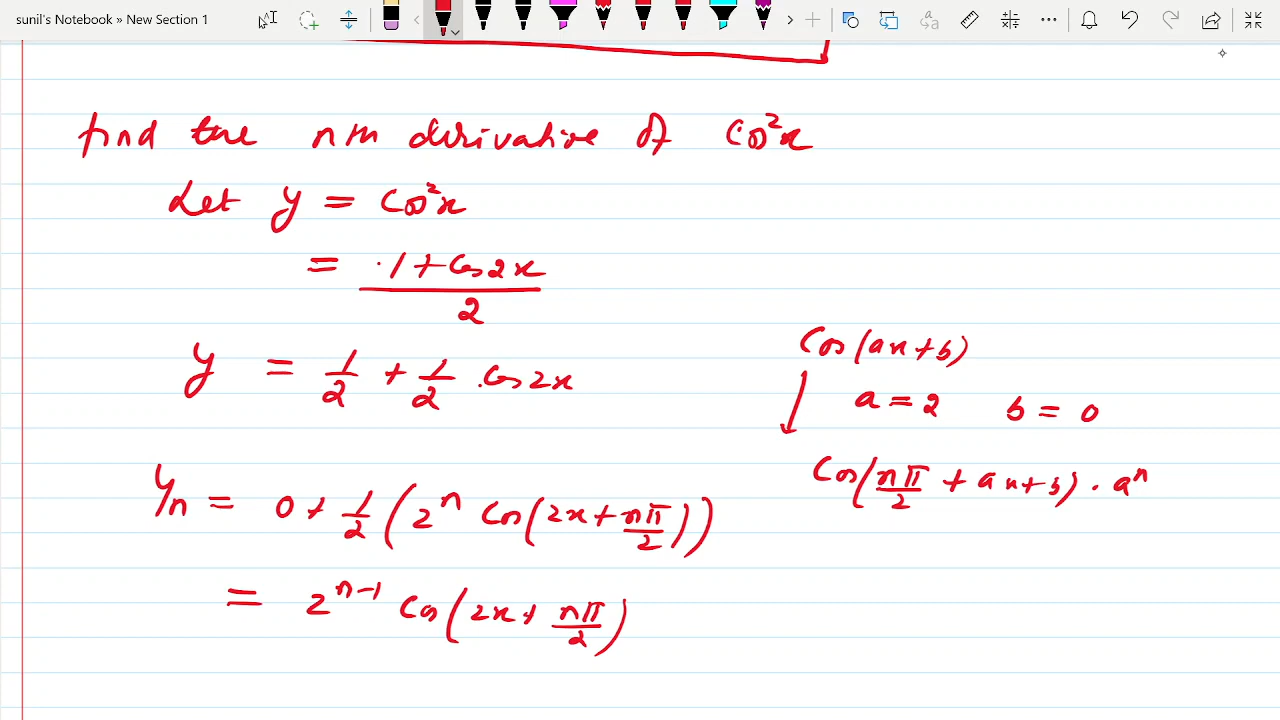 sunil's Notebook » New Section 1
find the nth derivative of Cos²x
Let y = Cos²x
= 1 + Cos2x / 2
y = 1/2 + 1/2 . Cos2x
Cos(ax+b)
a = 2 b = 0
Cos(nπ/2 + ax+b) . aⁿ
yₙ = 0 + 1/2 (2ⁿ Cos(2x + nπ/2))
= 2ⁿ⁻¹ Cos(2x + nπ/2)